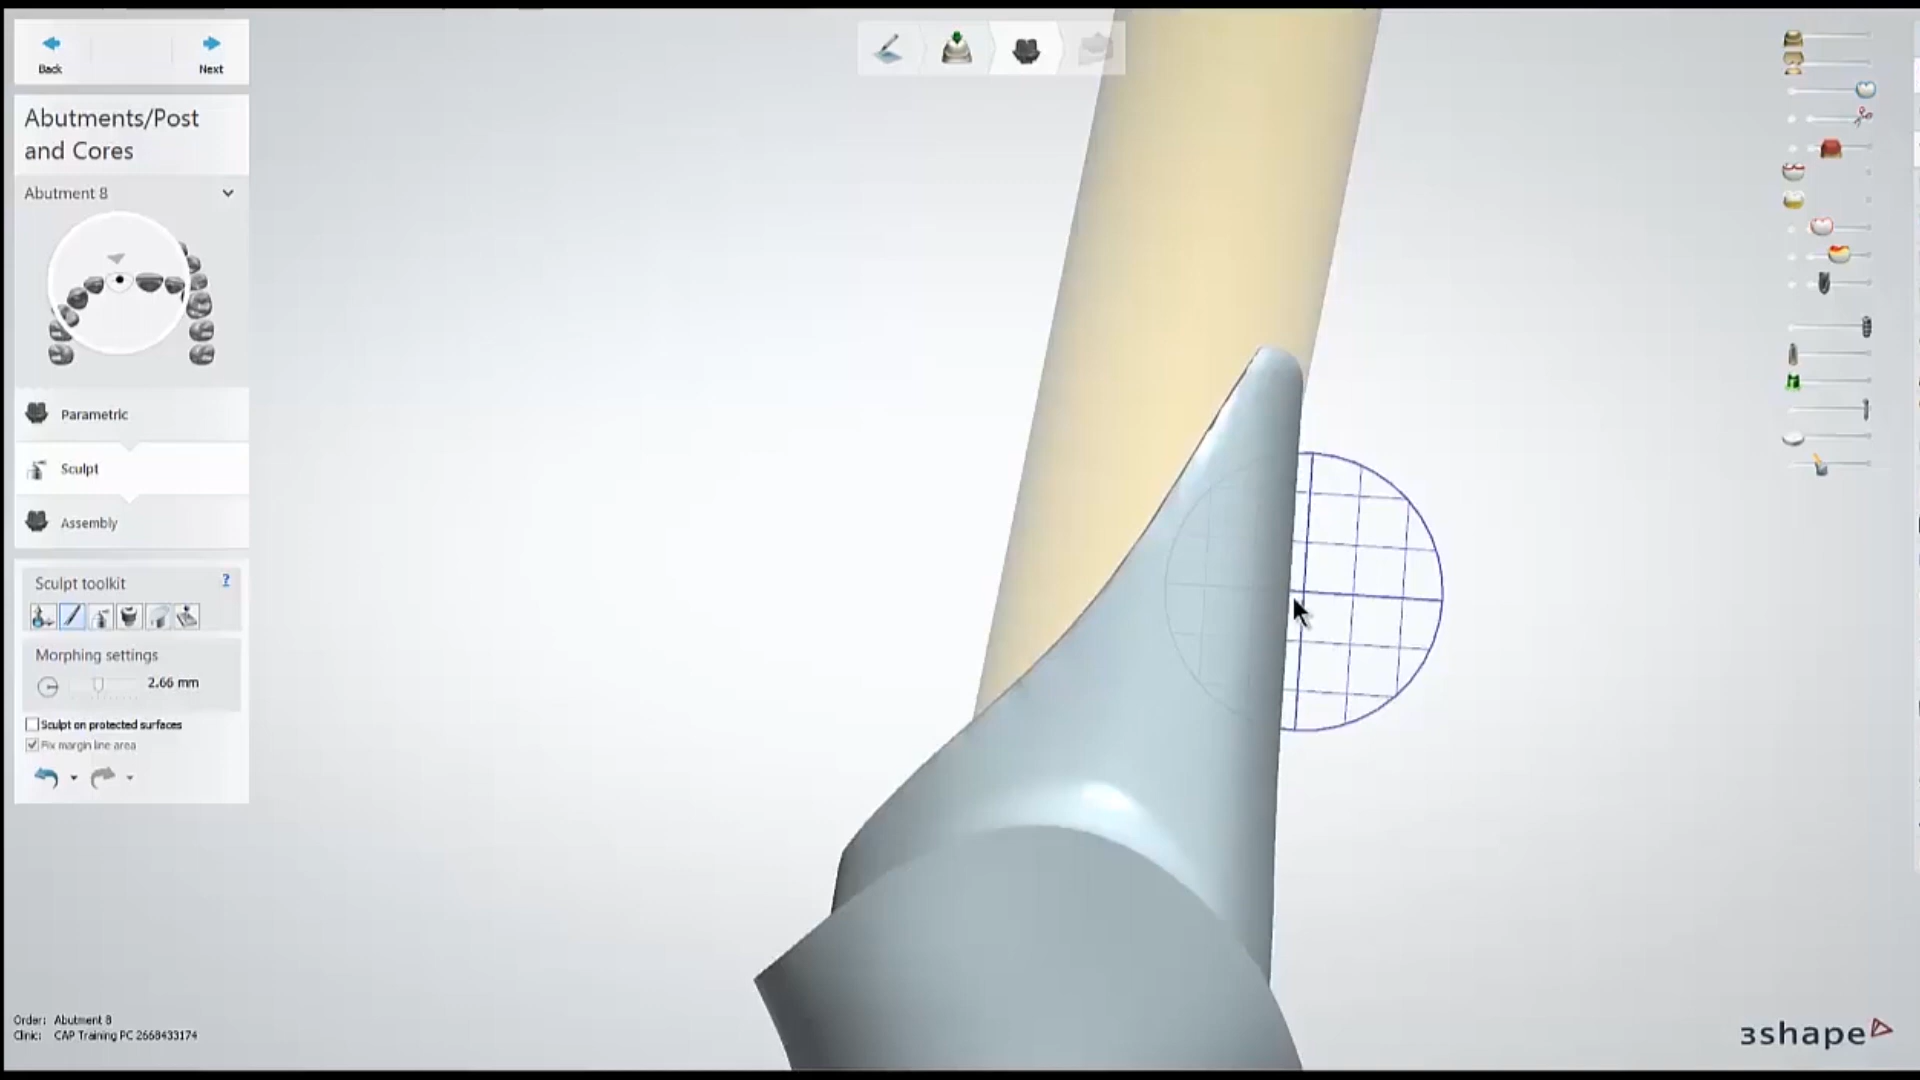 Back
Next
Abutments/Post
and Cores
Abutment 8
Parametric
Sculpt
Assembly
Sculpt toolkit
?
Morphing settings
2.66 mm
Sculpt on protected surfaces
Fix margin line area
Order: Abutment 8
Clinic: CAP Training PC 2668433174
3shape